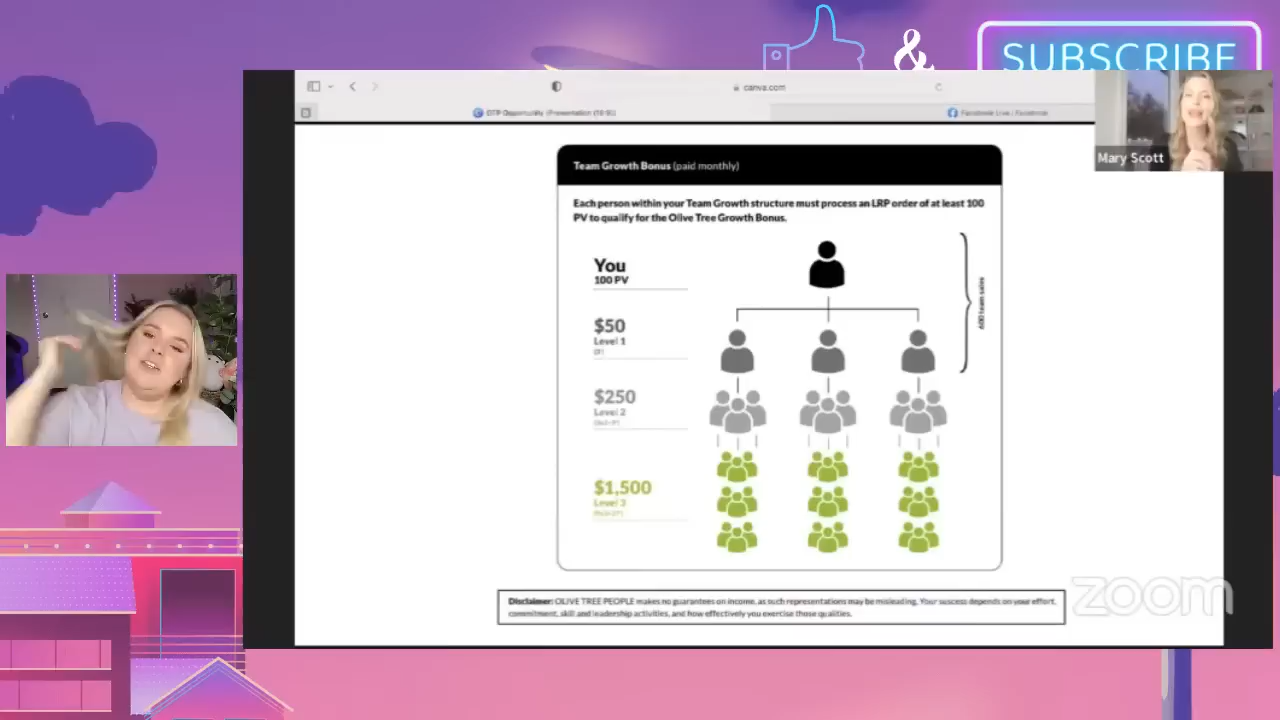 &
SUBSCRIBE
canva.com
OTP Opportunity
Facebook Live | Facebook
Mary Scott
Team Growth Bonus (paid monthly)
Each person within your Team Growth structure must process an LRP order of at least 100
PV to qualify for the Olive Tree Growth Bonus.
You
100 PV
$50
Level 1
$250
Level 2
$1,500
Level 3
600 team sales
zoom
Disclaimer: OLIVE TREE PEOPLE makes no guarantees on income, as such representations may be misleading. Your success depends on your effort,
commitment, skill and leadership activities, and how effectively you exercise those qualities.